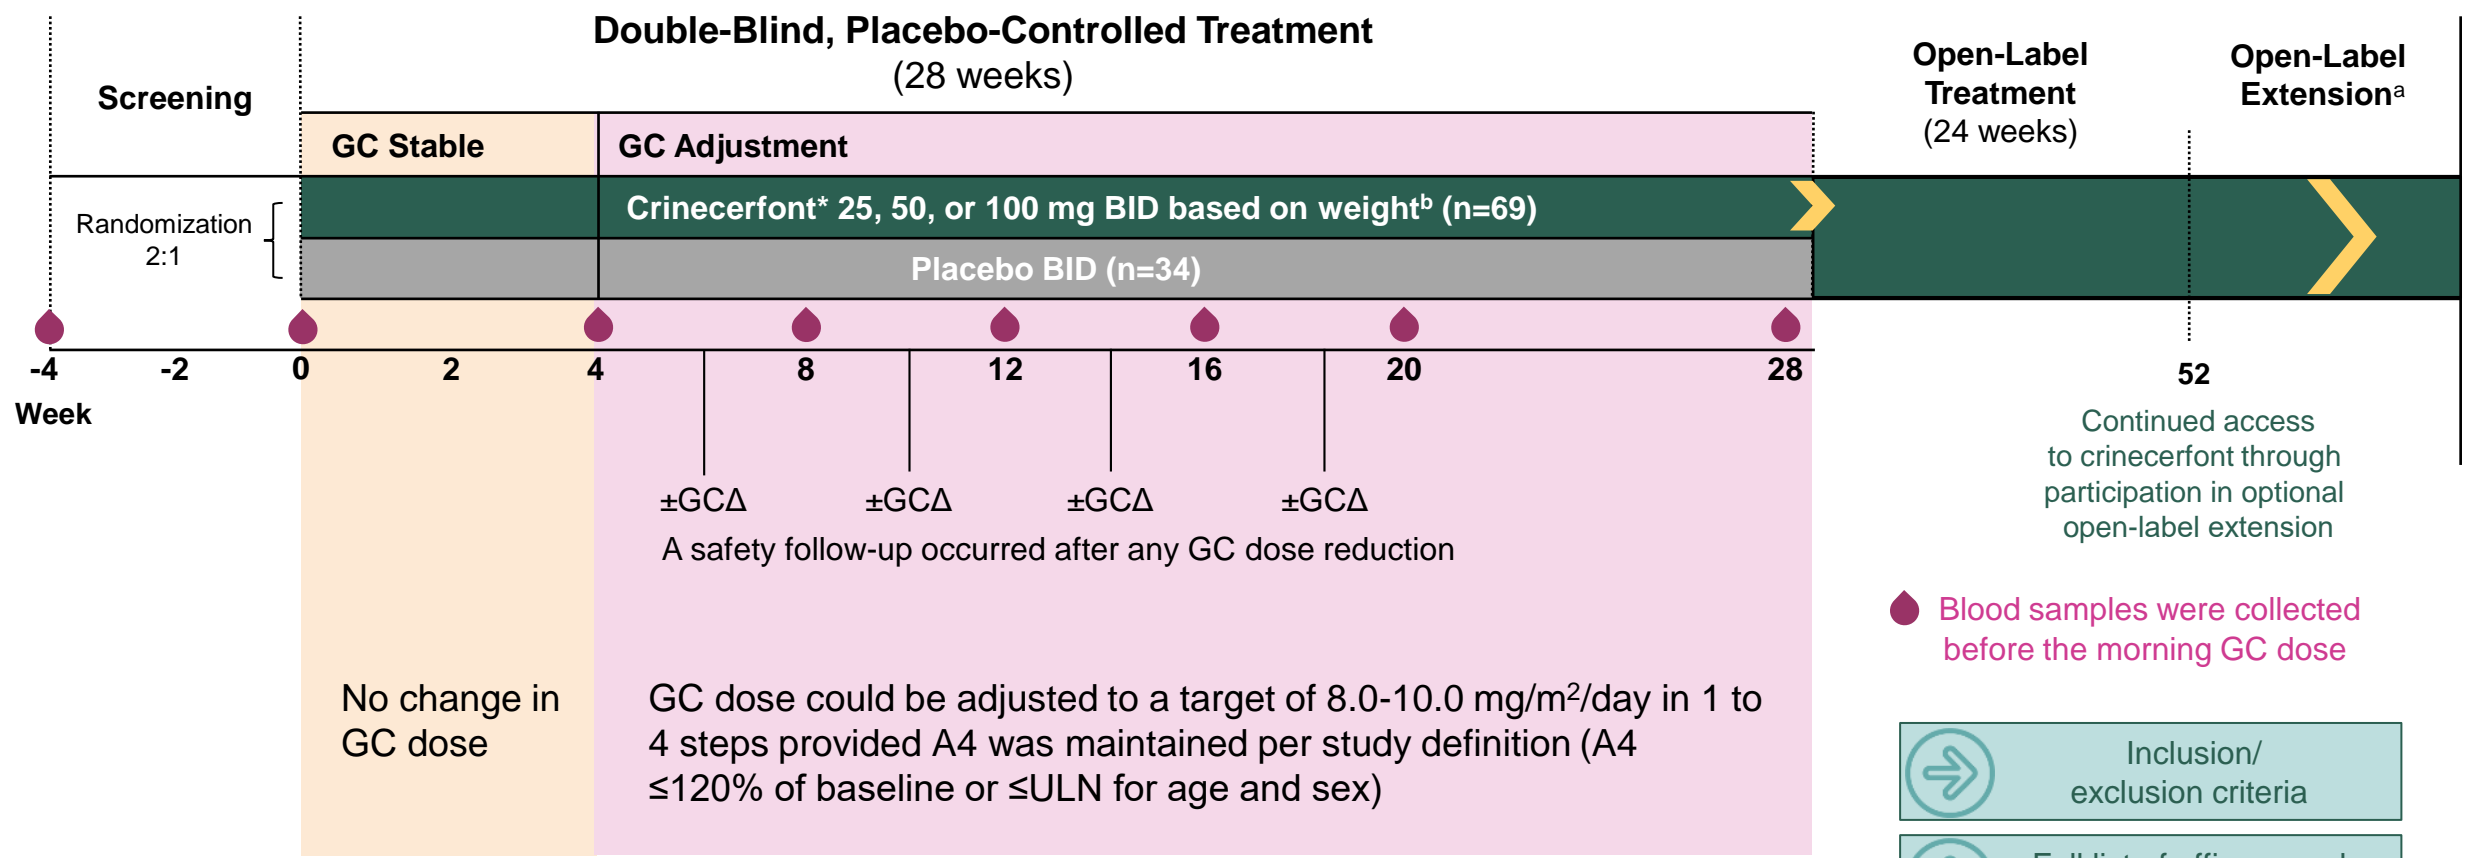 Double-Blind, Placebo-Controlled Treatment
(28 weeks)
Screening
Open-Label
Treatment
(24 weeks)
Open-Label
Extensionᵃ
GC Stable
GC Adjustment
Randomization
2:1
Crinecerfont* 25, 50, or 100 mg BID based on weightᵇ (n=69)
Placebo BID (n=34)
-4 -2 0 2 4 8 12 16 20 28 52
Week
±GCΔ ±GCΔ ±GCΔ ±GCΔ
A safety follow-up occurred after any GC dose reduction
Continued access
to crinecerfont through
participation in optional
open-label extension
Blood samples were collected
before the morning GC dose
No change in
GC dose
GC dose could be adjusted to a target of 8.0-10.0 mg/m²/day in 1 to
4 steps provided A4 was maintained per study definition (A4
≤120% of baseline or ≤ULN for age and sex)
Inclusion/
exclusion criteria
Full list of efficacy and